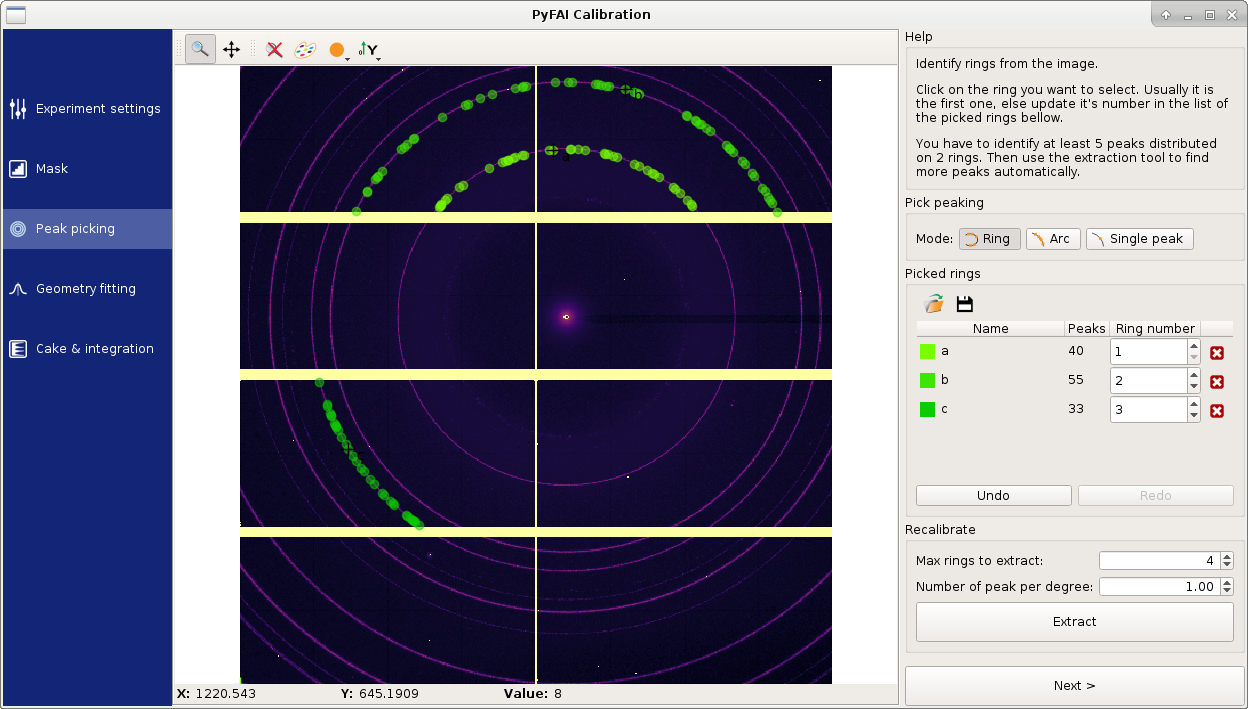 PyFAI Calibration
Experiment settings
Mask
Peak picking
Geometry fitting
Cake & integration
Y
b
a
X: 1220.543 Y: 645.1909 Value: 8
Help
Identify rings from the image.
Click on the ring you want to select. Usually it is
the first one, else update it's number in the list of
the picked rings bellow.
You have to identify at least 5 peaks distributed
on 2 rings. Then use the extraction tool to find
more peaks automatically.
Pick peaking
Mode: Ring Arc Single peak
Picked rings
Name Peaks Ring number
a 40 1
b 55 2
c 33 3
Undo Redo
Recalibrate
Max rings to extract: 4
Number of peak per degree: 1.00
Extract
Next >